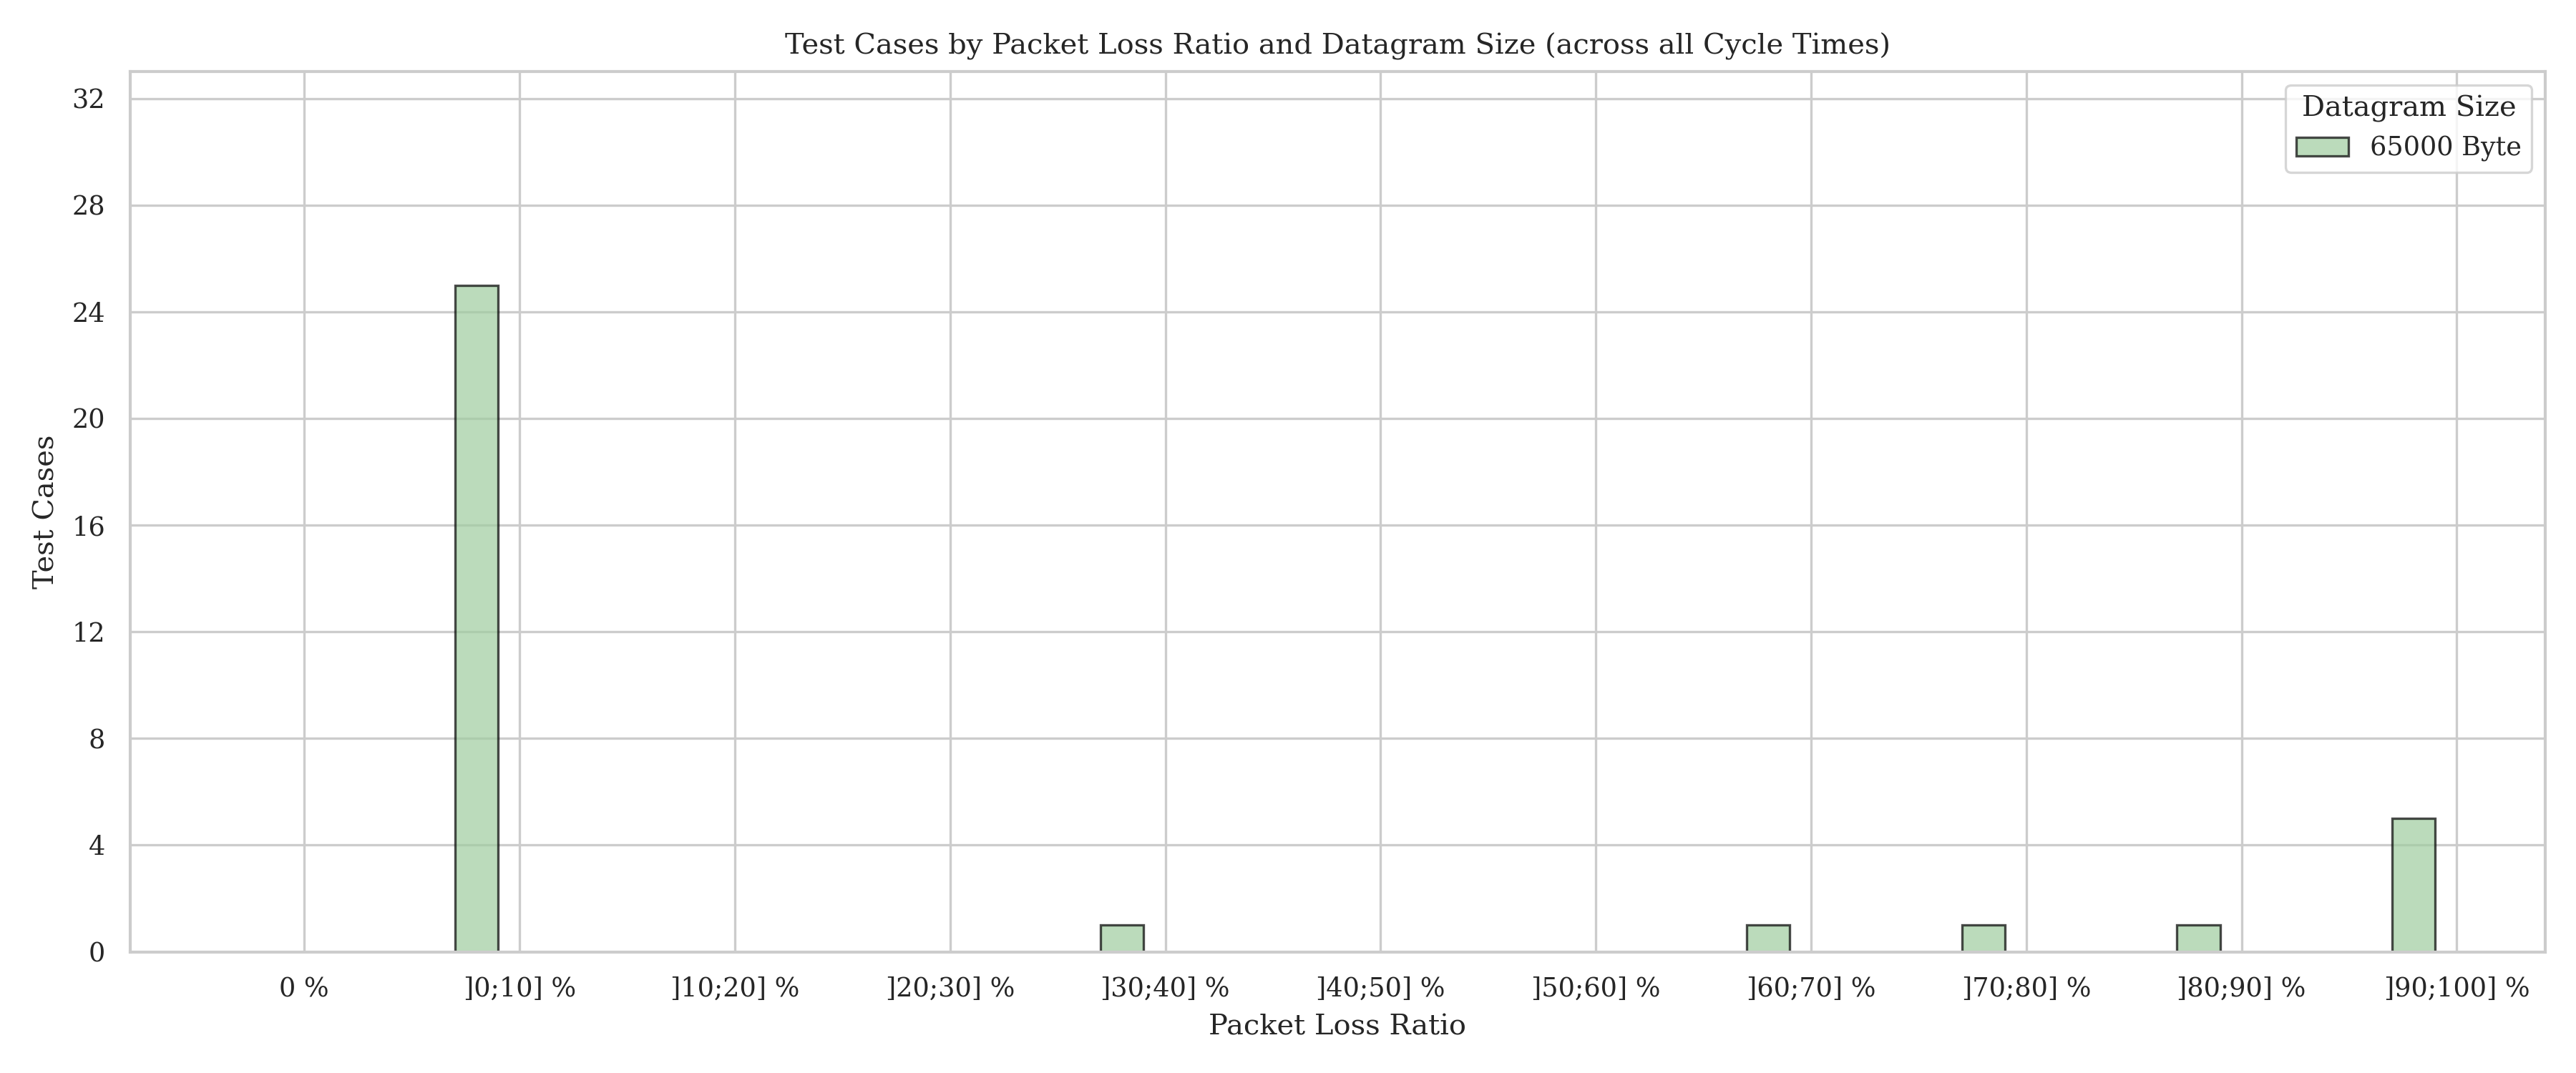 Test Cases by Packet Loss Ratio and Datagram Size (across all Cycle Times)
Datagram Size
65000 Byte
Test Cases
32
28
24
20
16
12
8
4
0
0 % ]0;10] % ]10;20] % ]20;30] % ]30;40] % ]40;50] % ]50;60] % ]60;70] % ]70;80] % ]80;90] % ]90;100] %
Packet Loss Ratio